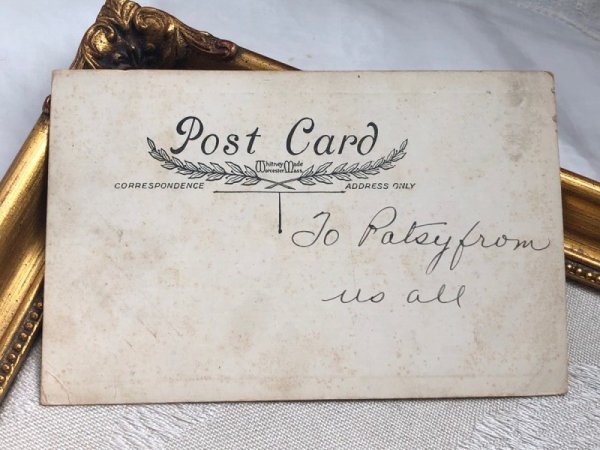 Post Card
Whitney Made
Worcester Mass
CORRESPONDENCE
ADDRESS ONLY
To Patsy from
us all